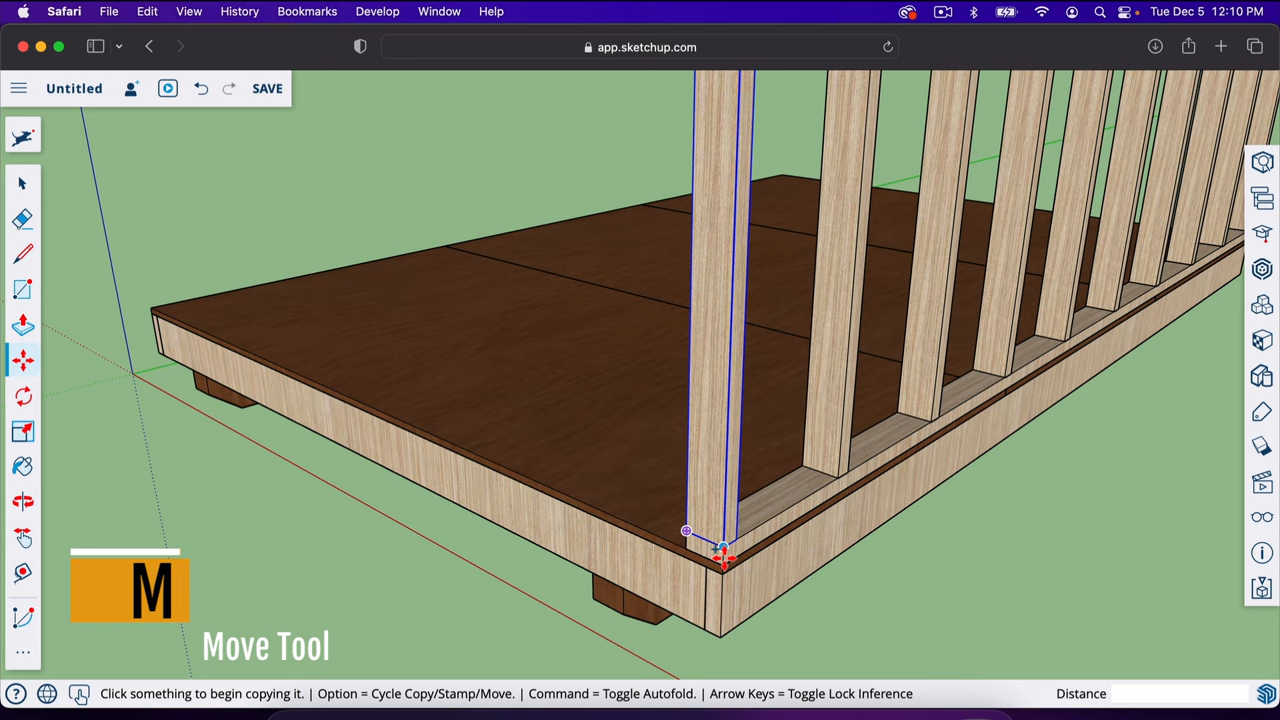 Safari File Edit View History Bookmarks Develop Window Help Tue Dec 5 12:10 PM
app.sketchup.com
Untitled SAVE
M
Move Tool
Click something to begin copying it. | Option = Cycle Copy/Stamp/Move. | Command = Toggle Autofold. | Arrow Keys = Toggle Lock Inference Distance